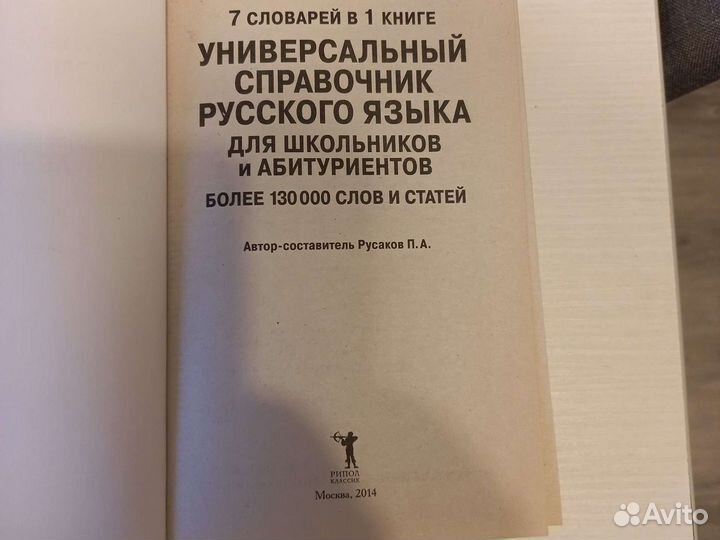 7 СЛОВАРЕЙ В 1 КНИГЕ
УНИВЕРСАЛЬНЫЙ
СПРАВОЧНИК
РУССКОГО ЯЗЫКА
ДЛЯ ШКОЛЬНИКОВ
И АБИТУРИЕНТОВ
БОЛЕЕ 130 000 СЛОВ И СТАТЕЙ
Автор-составитель Русаков П.А.
РИПОЛ
КЛАССИК
Москва, 2014
Avito